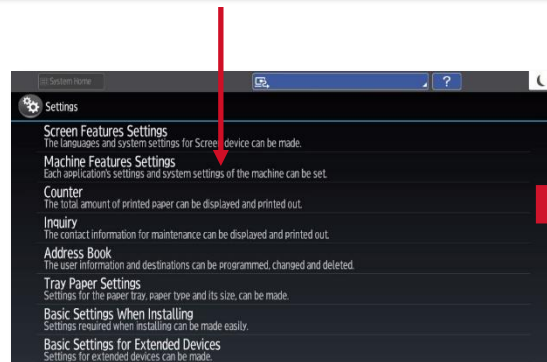 System Home
?
Settings
Screen Features Settings
The languages and system settings for Screen device can be made.
Machine Features Settings
Each application's settings and system settings of the machine can be set.
Counter
The total amount of printed paper can be displayed and printed out.
Inquiry
The contact information for maintenance can be displayed and printed out.
Address Book
The user information and destinations can be programmed, changed and deleted.
Tray Paper Settings
Settings for the paper tray, paper type and its size, can be made.
Basic Settings When Installing
Settings required when installing can be made easily.
Basic Settings for Extended Devices
Settings for extended devices can be made.